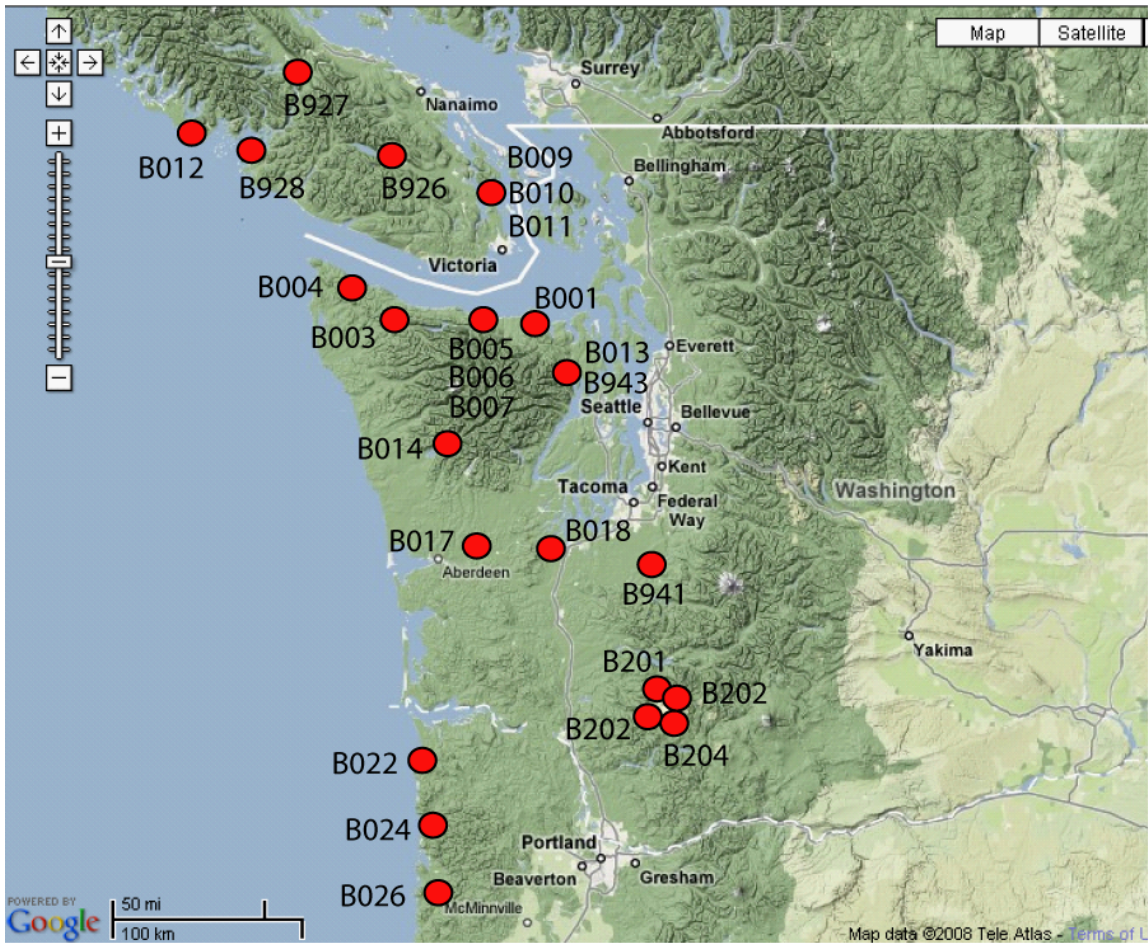 Map
Satellite
Surrey
B927
Nanaimo
Abbotsford
B012
B928
B926
B009
Bellingham
B010
B011
Victoria
B004
B001
B003
B005
B013
Everett
B006
B943
B007
Seattle
Bellevue
B014
Kent
Tacoma
Federal
Way
Washington
B017
B018
Aberdeen
B941
Yakima
B201
B202
B202
B204
B022
B024
Portland
Beaverton
Gresham
B026
McMinnville
POWERED BY
Google
50 mi
100 km
Map data ©2008 Tele Atlas - Terms of